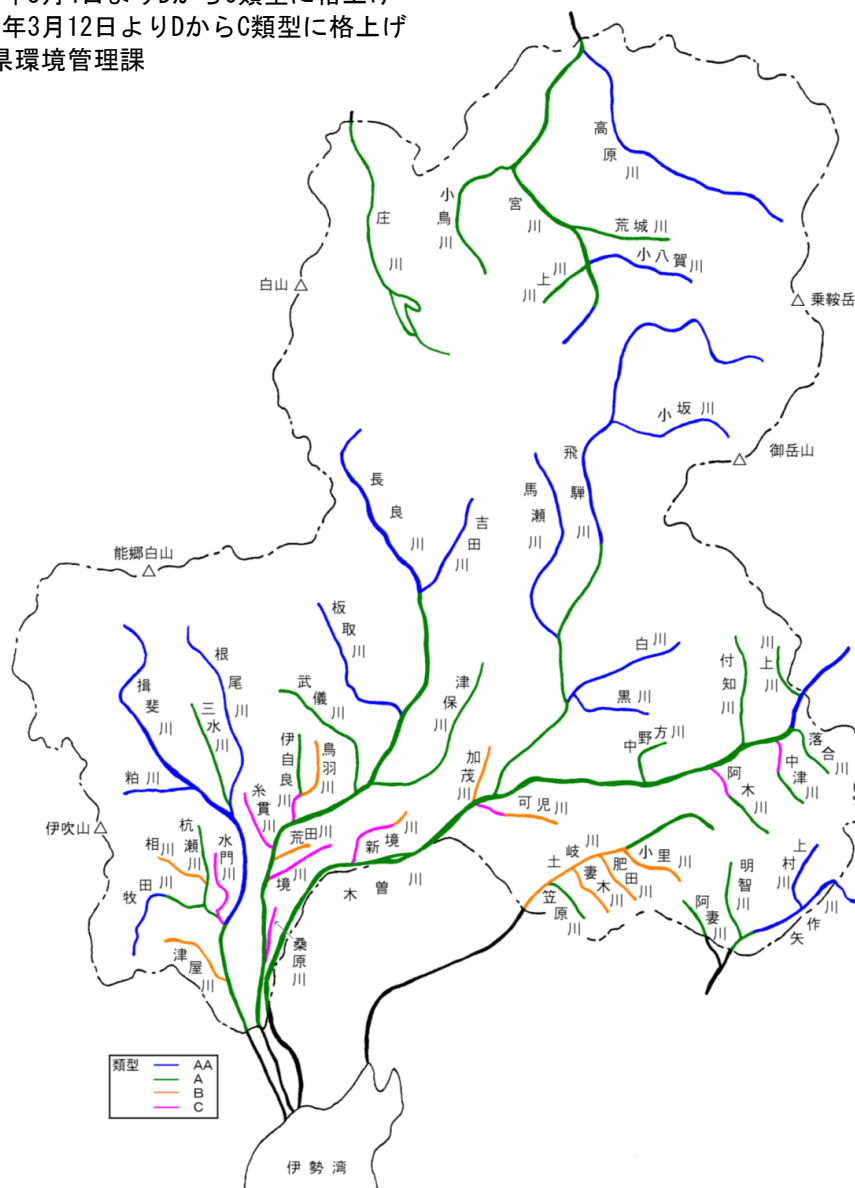 年3月12日よりDからC類型に格上げ
県環境管理課
高原川
庄川
小鳥川
宮川
荒城川
小八賀川
川上川
白山
乗鞍岳
小坂川
御岳山
飛騨川
馬瀬川
長良川
吉田川
能郷白山
板取川
根尾川
揖斐川
三水川
武儀川
津保川
白川
黒川
付知川
川上川
伊自良川
鳥羽川
加茂川
中野方川
落合川
中津川
阿木川
粕川
糸貫川
可児川
伊吹山
杭瀬川
水門川
荒田川
新境川
相川
境川
木曽川
牧田川
土岐川
妻木川
肥田川
小里川
笠原川
明智川
上村川
阿妻川
矢作川
桑原川
津屋川
類型
AA
A
B
C
伊勢湾